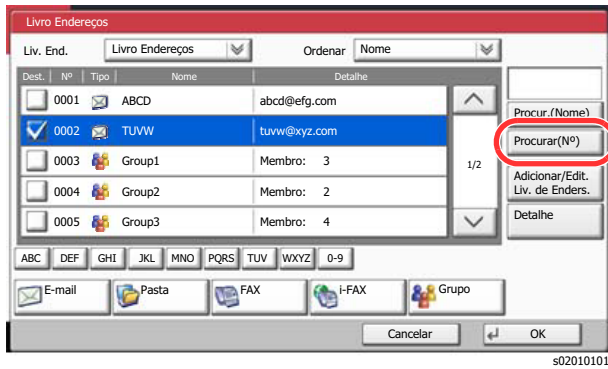 Livro Endereços
Liv. End. Livro Endereços Ordenar Nome
Dest. Nº Tipo Nome Detalhe
0001 ABCD abcd@efg.com
0002 TUVW tuvw@xyz.com
0003 Group1 Membro: 3
0004 Group2 Membro: 2
0005 Group3 Membro: 4
1/2
Procur.(Nome)
Procurar(Nº)
Adicionar/Edit.
Liv. de Enders.
Detalhe
ABC DEF GHI JKL MNO PQRS TUV WXYZ 0-9
E-mail Pasta FAX i-FAX Grupo
Cancelar OK
s02010101